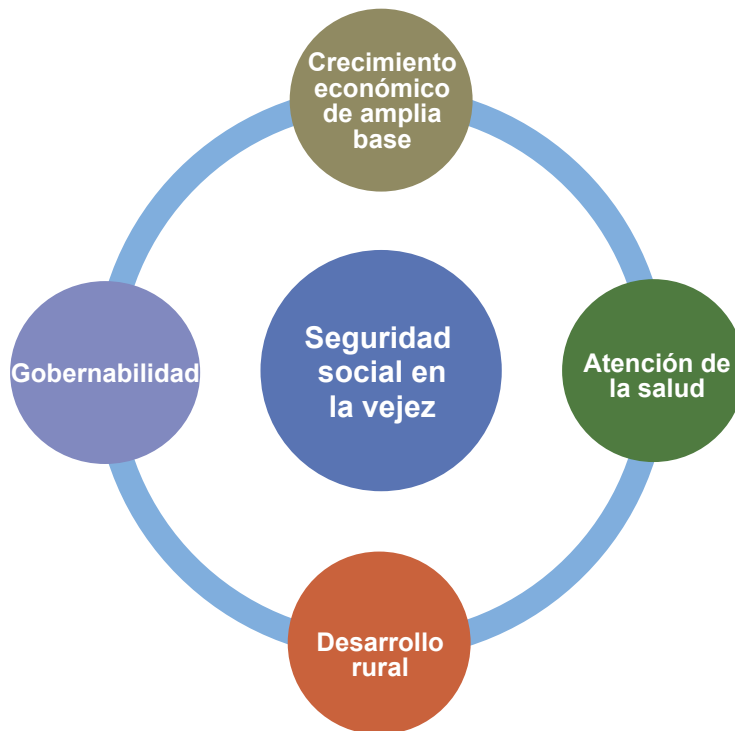 Crecimiento
económico
de amplia
base
Gobernabilidad
Seguridad
social en
la vejez
Atención de
la salud
Desarrollo
rural